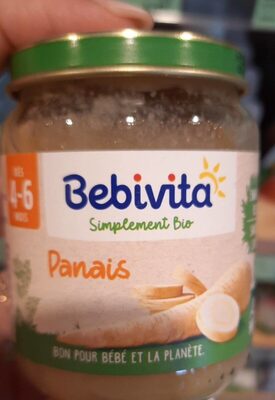 DÈS
4-6
MOIS
Bebivita
Simplement Bio
Panais
BON POUR BÉBÉ ET LA PLANÈTE.